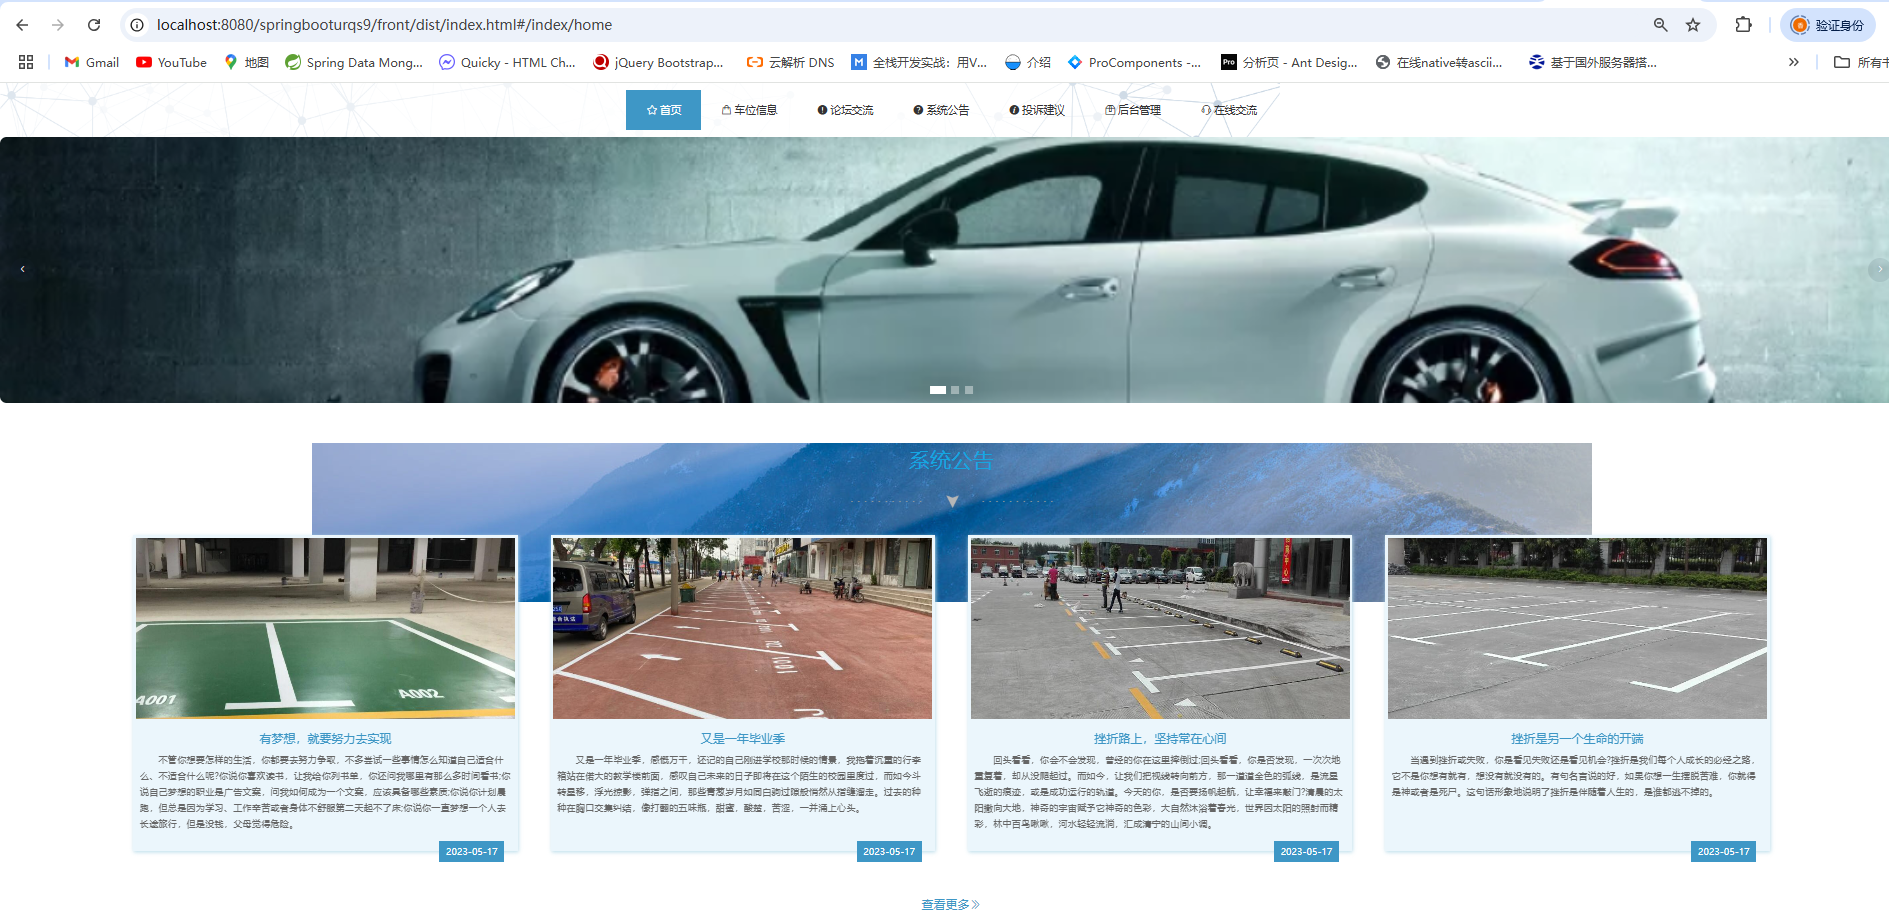 localhost:8080/springbooturqs9/front/dist/index.html#/index/home
验证身份
Gmail
YouTube
地图
Spring Data Mong...
Quicky - HTML Ch...
jQuery Bootstrap...
云解析 DNS
全栈开发实战：用V...
介绍
ProComponents -...
分析页 - Ant Desig...
在线native转ascii...
基于国外服务器搭...
所有书
首页
车位信息
论坛交流
系统公告
投诉建议
后台管理
在线交流
系统公告
A001
A002
有梦想，就要努力去实现
不管你想要怎样的生活，你都要去努力争取，不多尝试一些事情怎么知道自己适合什
么、不适合什么呢?你说你喜欢读书，让我给你列书单，你还问我哪里有那么多时间看书;你
说自己梦想的职业是广告文案，问我如何成为一个文案，应该具备哪些素质;你说你计划晨
跑，但总是因为学习、工作辛苦或者身体不舒服第二天起不了床;你说你一直梦想一个人去
长途旅行，但是没钱，父母觉得危险。
2023-05-17
又是一年毕业季
又是一年毕业季，感慨万千，还记的自己刚进学校那时候的情景，我拖着沉重的行李
箱站在偌大的教学楼前面，感叹自己未来的日子即将在这个陌生的校园里度过，而如今斗
转星移，浮光掠影，弹指之间，那些青葱岁月如同白驹过隙般悄然从指缝溜走。过去的种
种在胸口交集纠结，像打翻的五味瓶，甜蜜，酸楚，苦涩，一并涌上心头。
2023-05-17
挫折路上，坚持常在心间
回头看看，你会不会发现，曾经的你在这里摔倒过;回头看看，你是否发现，一次次地
重复着，却从没爬起过。而如今，让我们把视线转向前方，那一道道金色的弧线，是流星
飞逝的痕迹，或是成功运行的轨道。今天的你，是否要扬帆起航，让幸福来敲门?清晨的太
阳撒向大地，神奇的宇宙赋予它神奇的色彩，大自然沐浴着春光，世界因太阳的照射而精
彩，林中百鸟啾啾，河水轻轻流淌，汇成清宁的山间小调。
2023-05-17
挫折是另一个生命的开端
当遇到挫折或失败，你是看见失败还是看见机会?挫折是我们每个人成长的必经之路，
它不是你想有就有，想没有就没有的。有句名言说的好，如果你想一生摆脱苦难，你就得
是神或者是死尸。这句话形象地说明了挫折是伴随着人生的，是谁都逃不掉的。
2023-05-17
查看更多